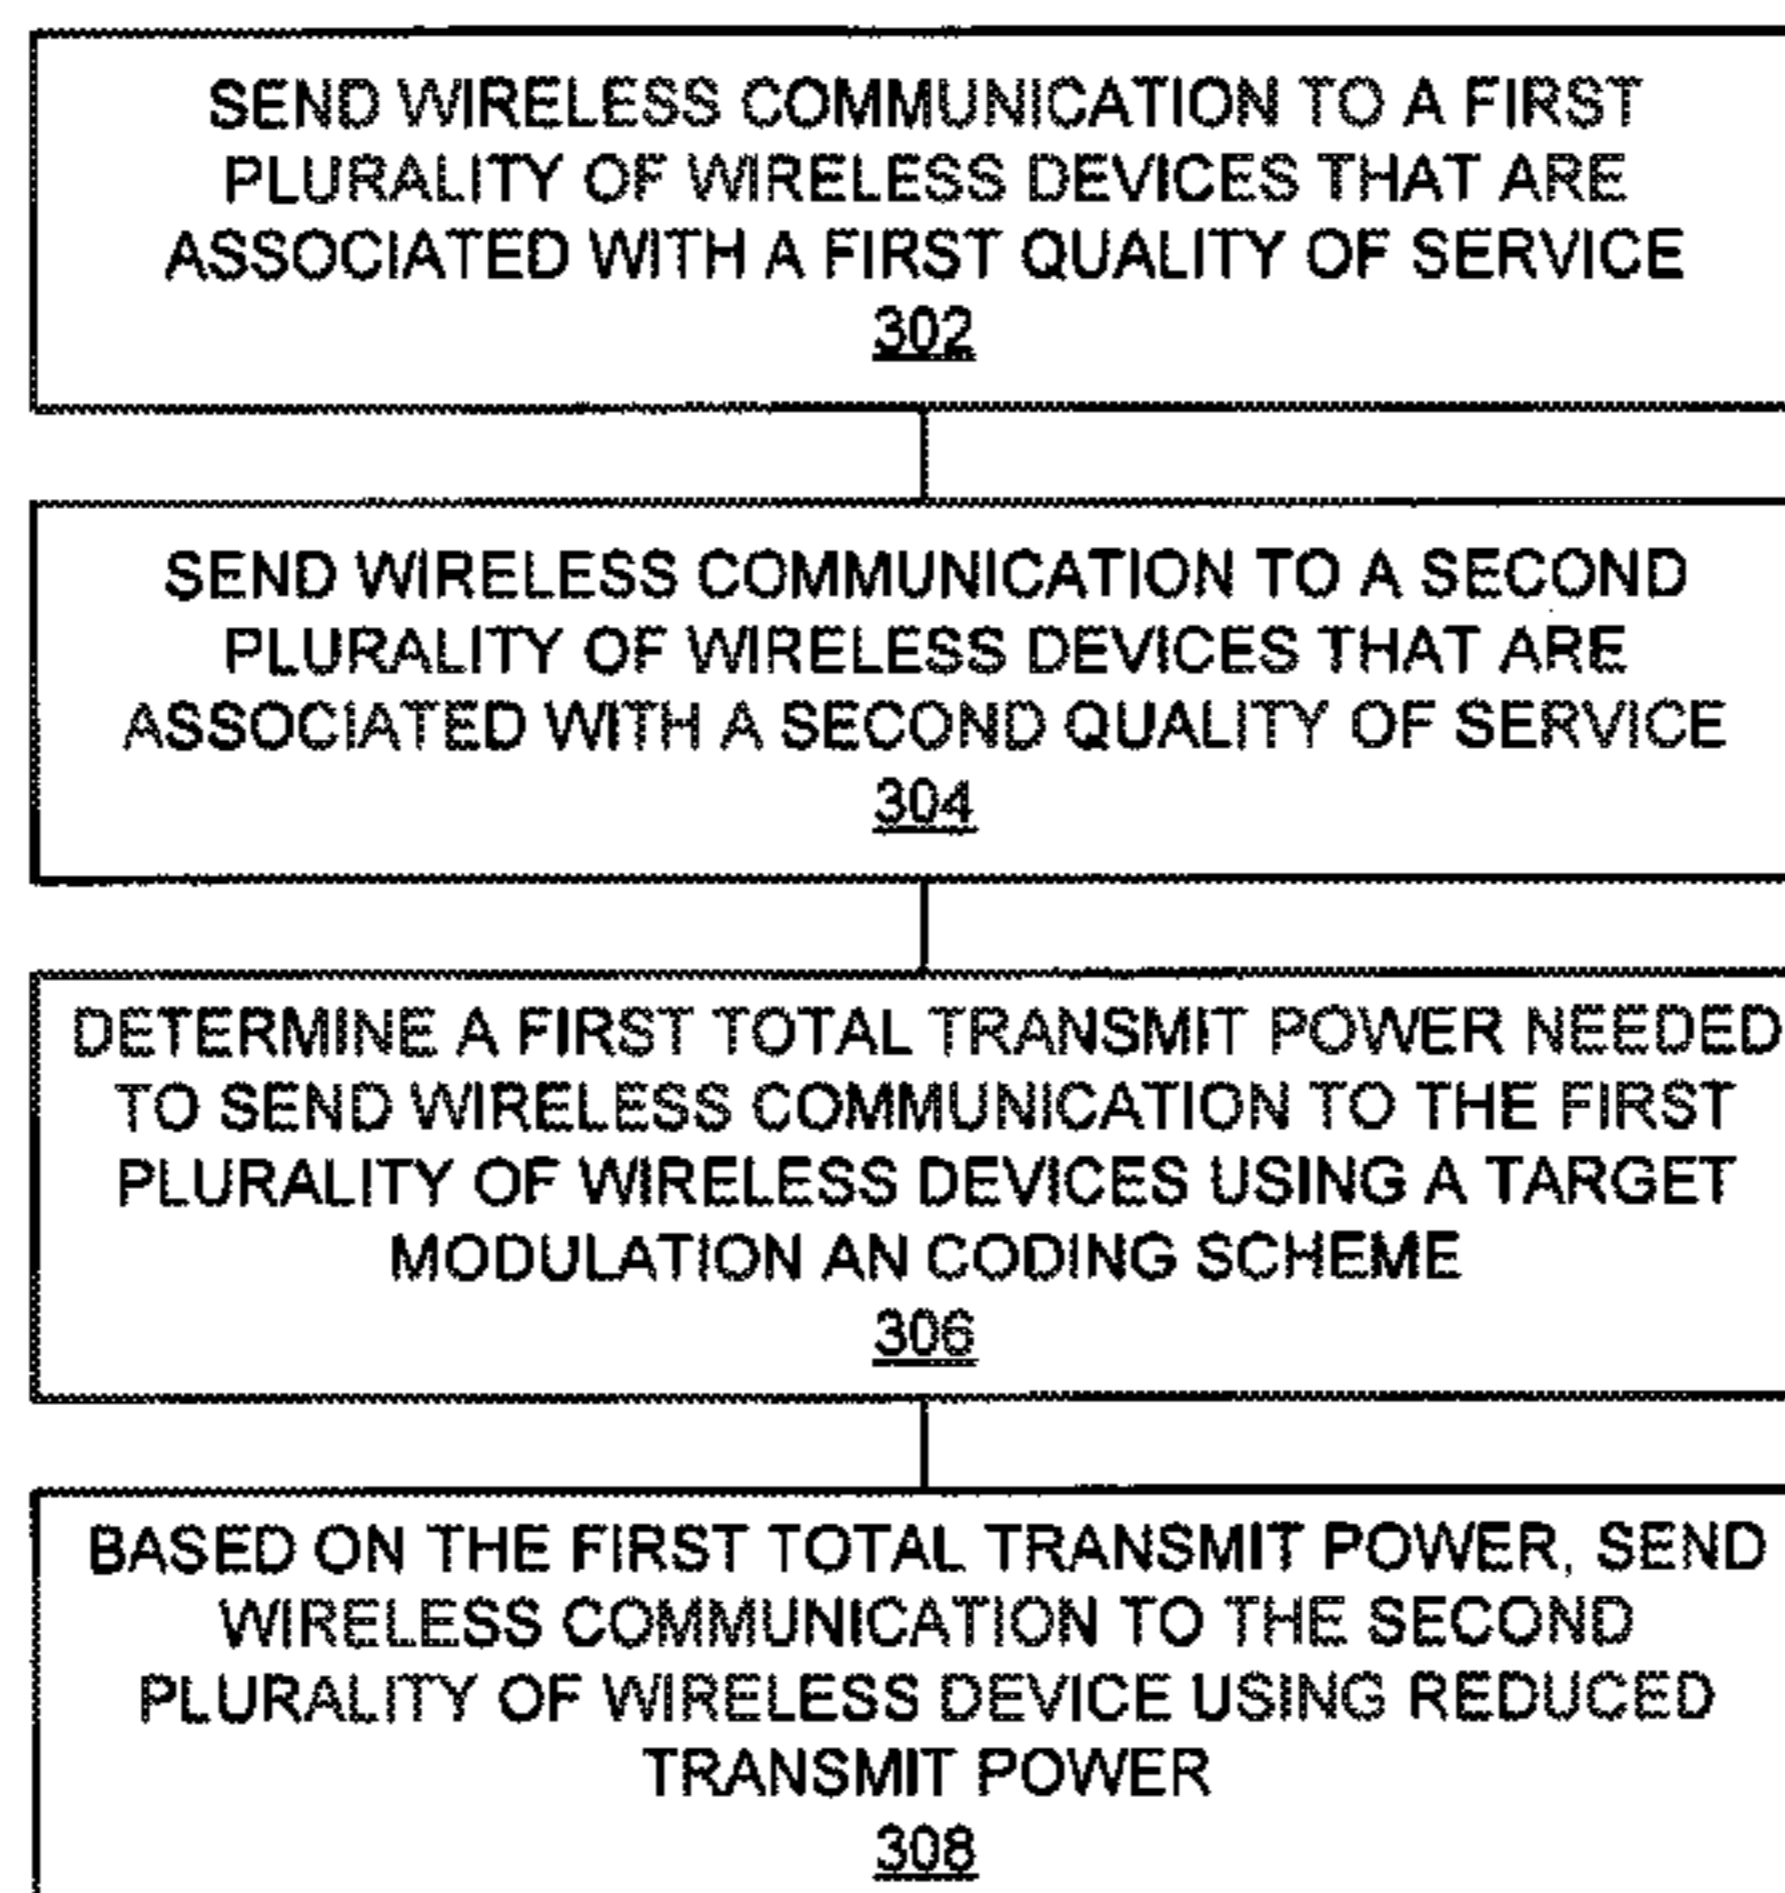 SEND WIRELESS COMMUNICATION TO A FIRST
PLURALITY OF WIRELESS DEVICES THAT ARE
ASSOCIATED WITH A FIRST QUALITY OF SERVICE
302
SEND WIRELESS COMMUNICATION TO A SECOND
PLURALITY OF WIRELESS DEVICES THAT ARE
ASSOCIATED WITH A SECOND QUALITY OF SERVICE
304
DETERMINE A FIRST TOTAL TRANSMIT POWER NEEDED
TO SEND WIRELESS COMMUNICATION TO THE FIRST
PLURALITY OF WIRELESS DEVICES USING A TARGET
MODULATION AN CODING SCHEME
306
BASED ON THE FIRST TOTAL TRANSMIT POWER, SEND
WIRELESS COMMUNICATION TO THE SECOND
PLURALITY OF WIRELESS DEVICE USING REDUCED
TRANSMIT POWER
308